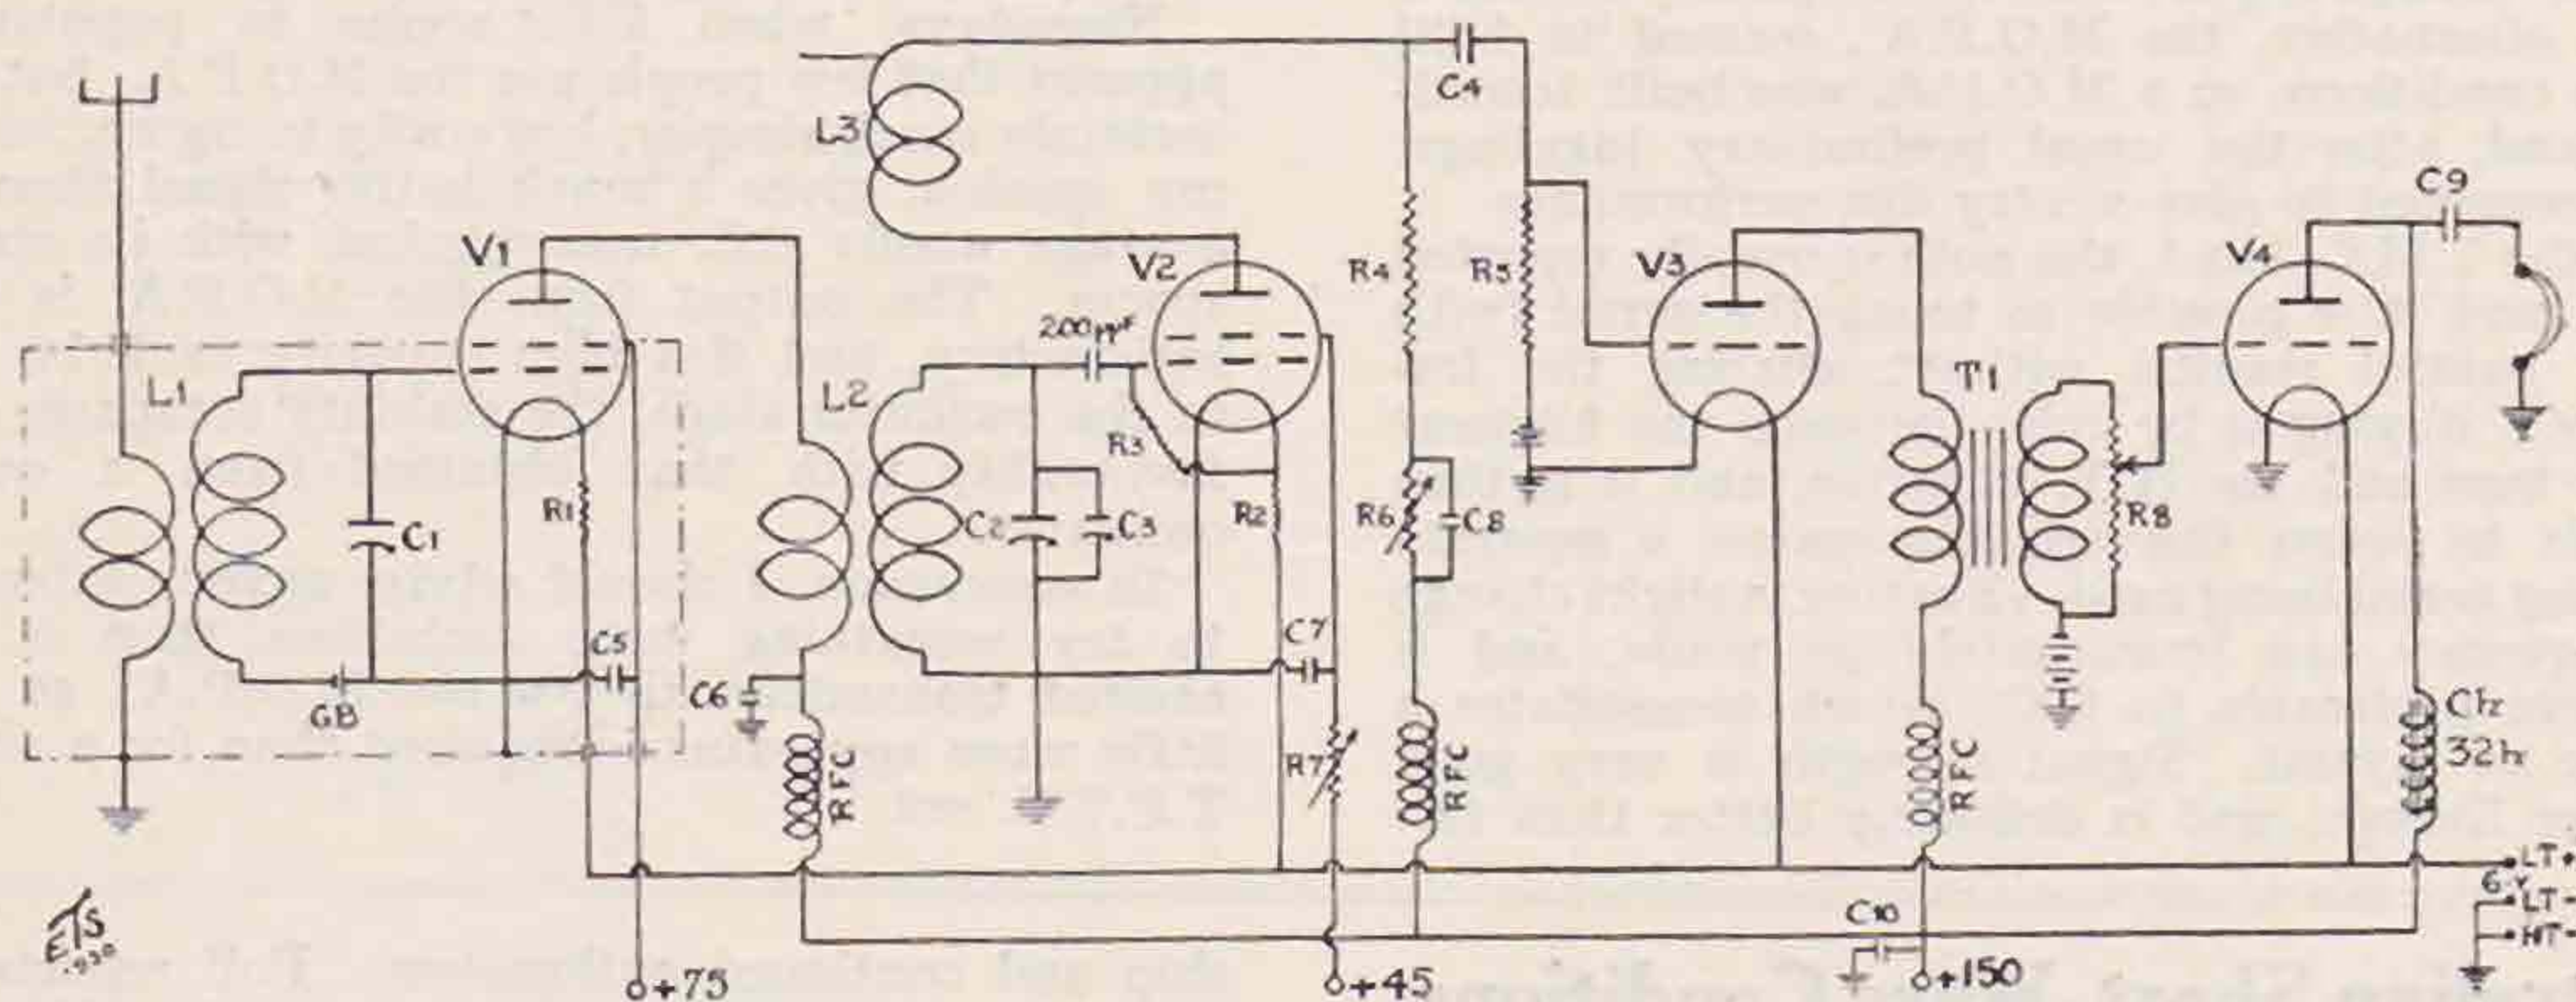 C4
L3
C9
V1
V2
V3
V4
R4
R5
200μμF
L1
L2
T1
R3
C1
R1
C2
C3
R2
R6
C8
R8
C5
C7
C6
GB
RFC
R7
RFC
RFC
Ch
32h
LT+
6 v
LT-
HT-
C10
ETS
1930
+75
+45
+150